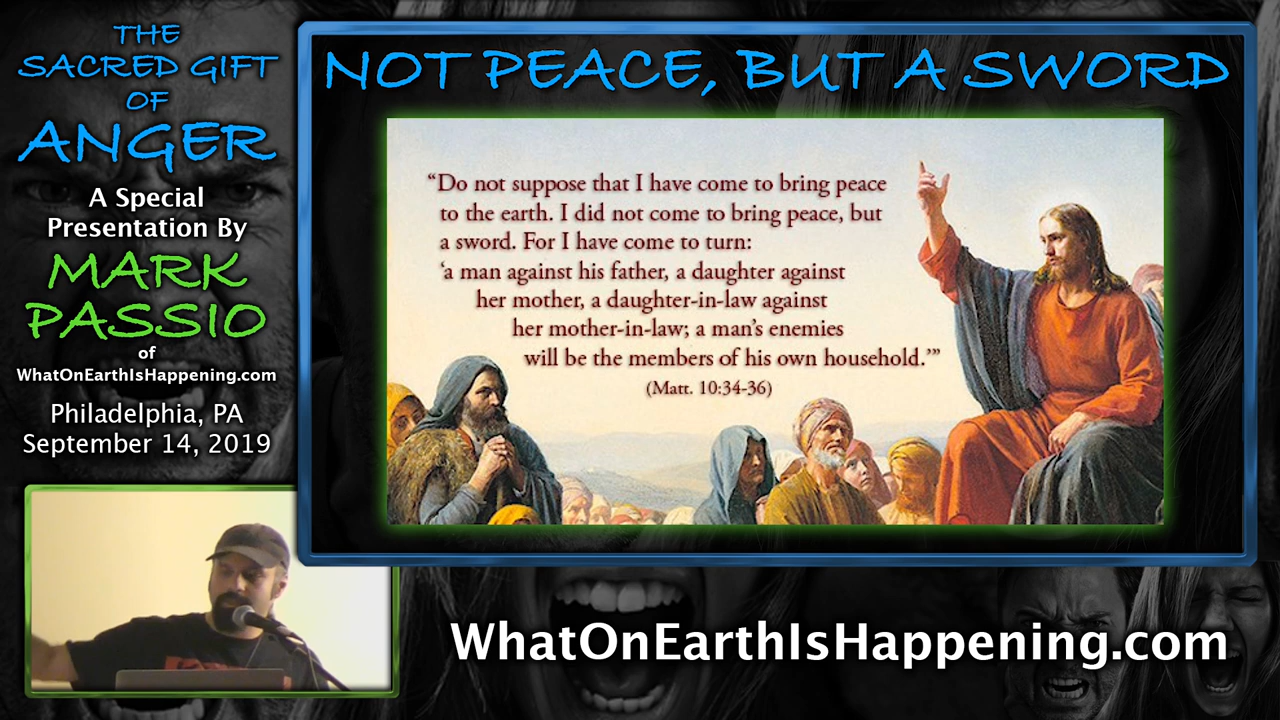 THE
SACRED GIFT
OF
ANGER
A Special
Presentation By
MARK
PASSIO
of
WhatOnEarthIsHappening.com
Philadelphia, PA
September 14, 2019
NOT PEACE, BUT A SWORD
“Do not suppose that I have come to bring peace
to the earth. I did not come to bring peace, but
a sword. For I have come to turn:
‘a man against his father, a daughter against
her mother, a daughter-in-law against
her mother-in-law; a man’s enemies
will be the members of his own household.’”
(Matt. 10:34-36)
WhatOnEarthIsHappening.com